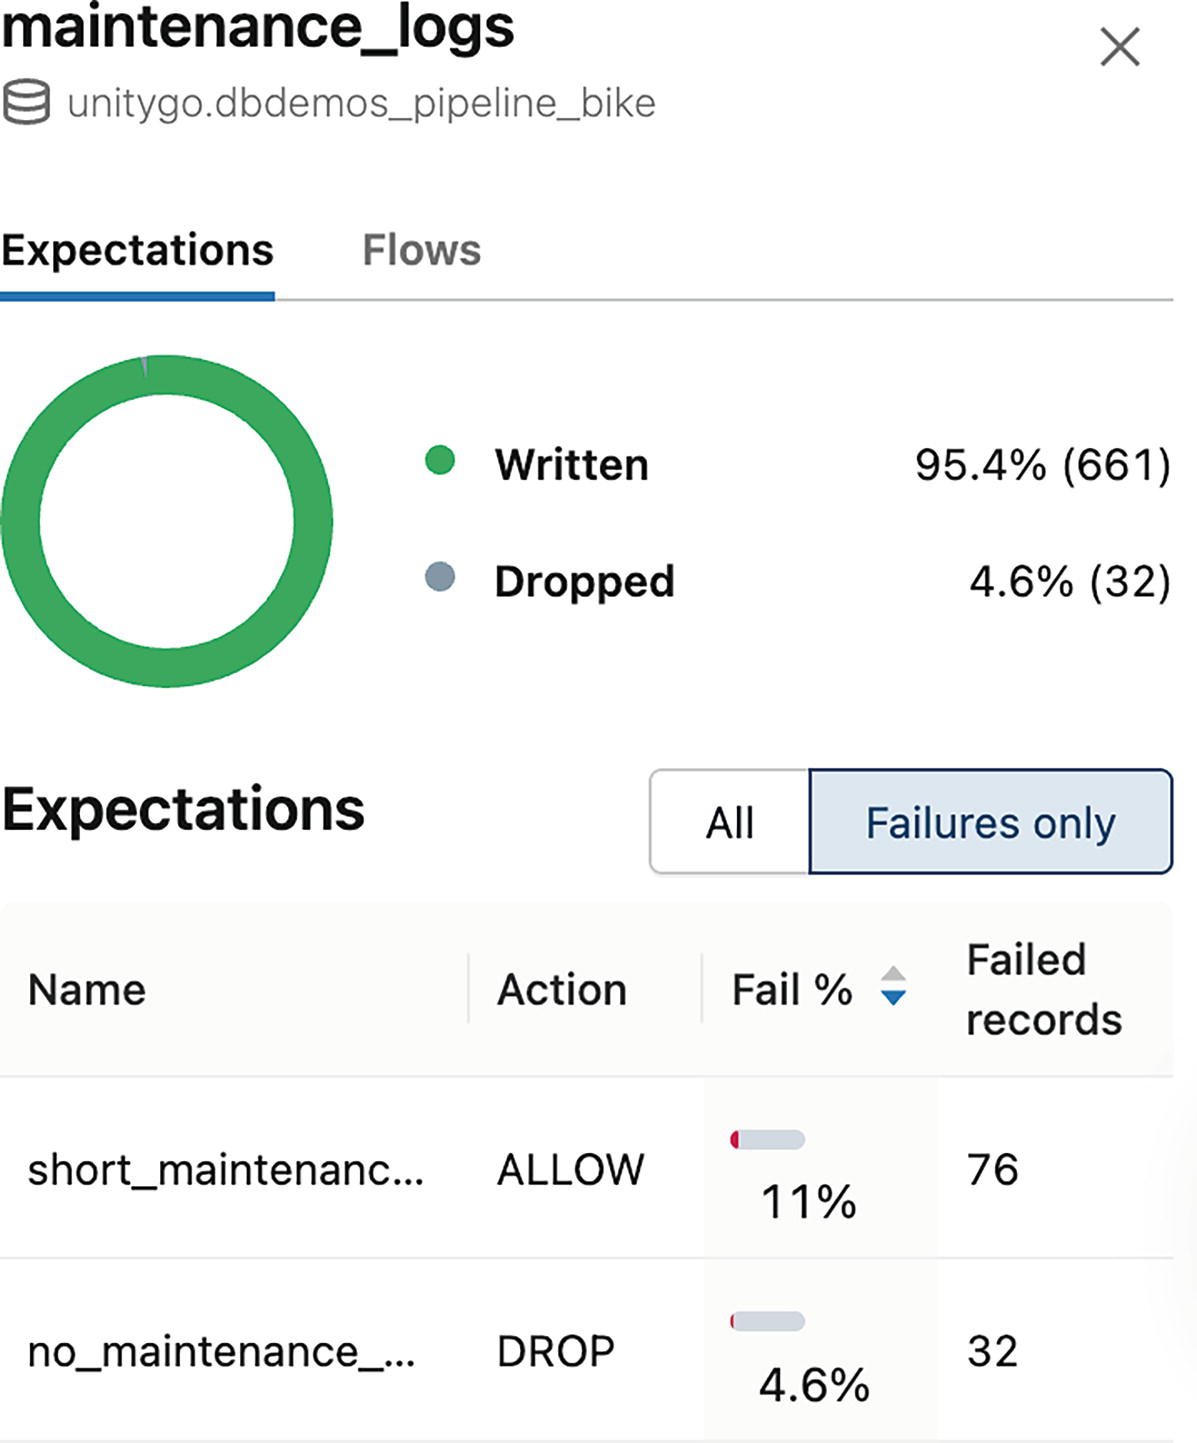 maintenance_logs
unitygo.dbdemos_pipeline_bike
Expectations Flows
Written 95.4% (661)
Dropped 4.6% (32)
Expectations All Failures only
Name Action Fail % Failed records
short_maintenanc... ALLOW 11% 76
no_maintenance_... DROP 4.6% 32